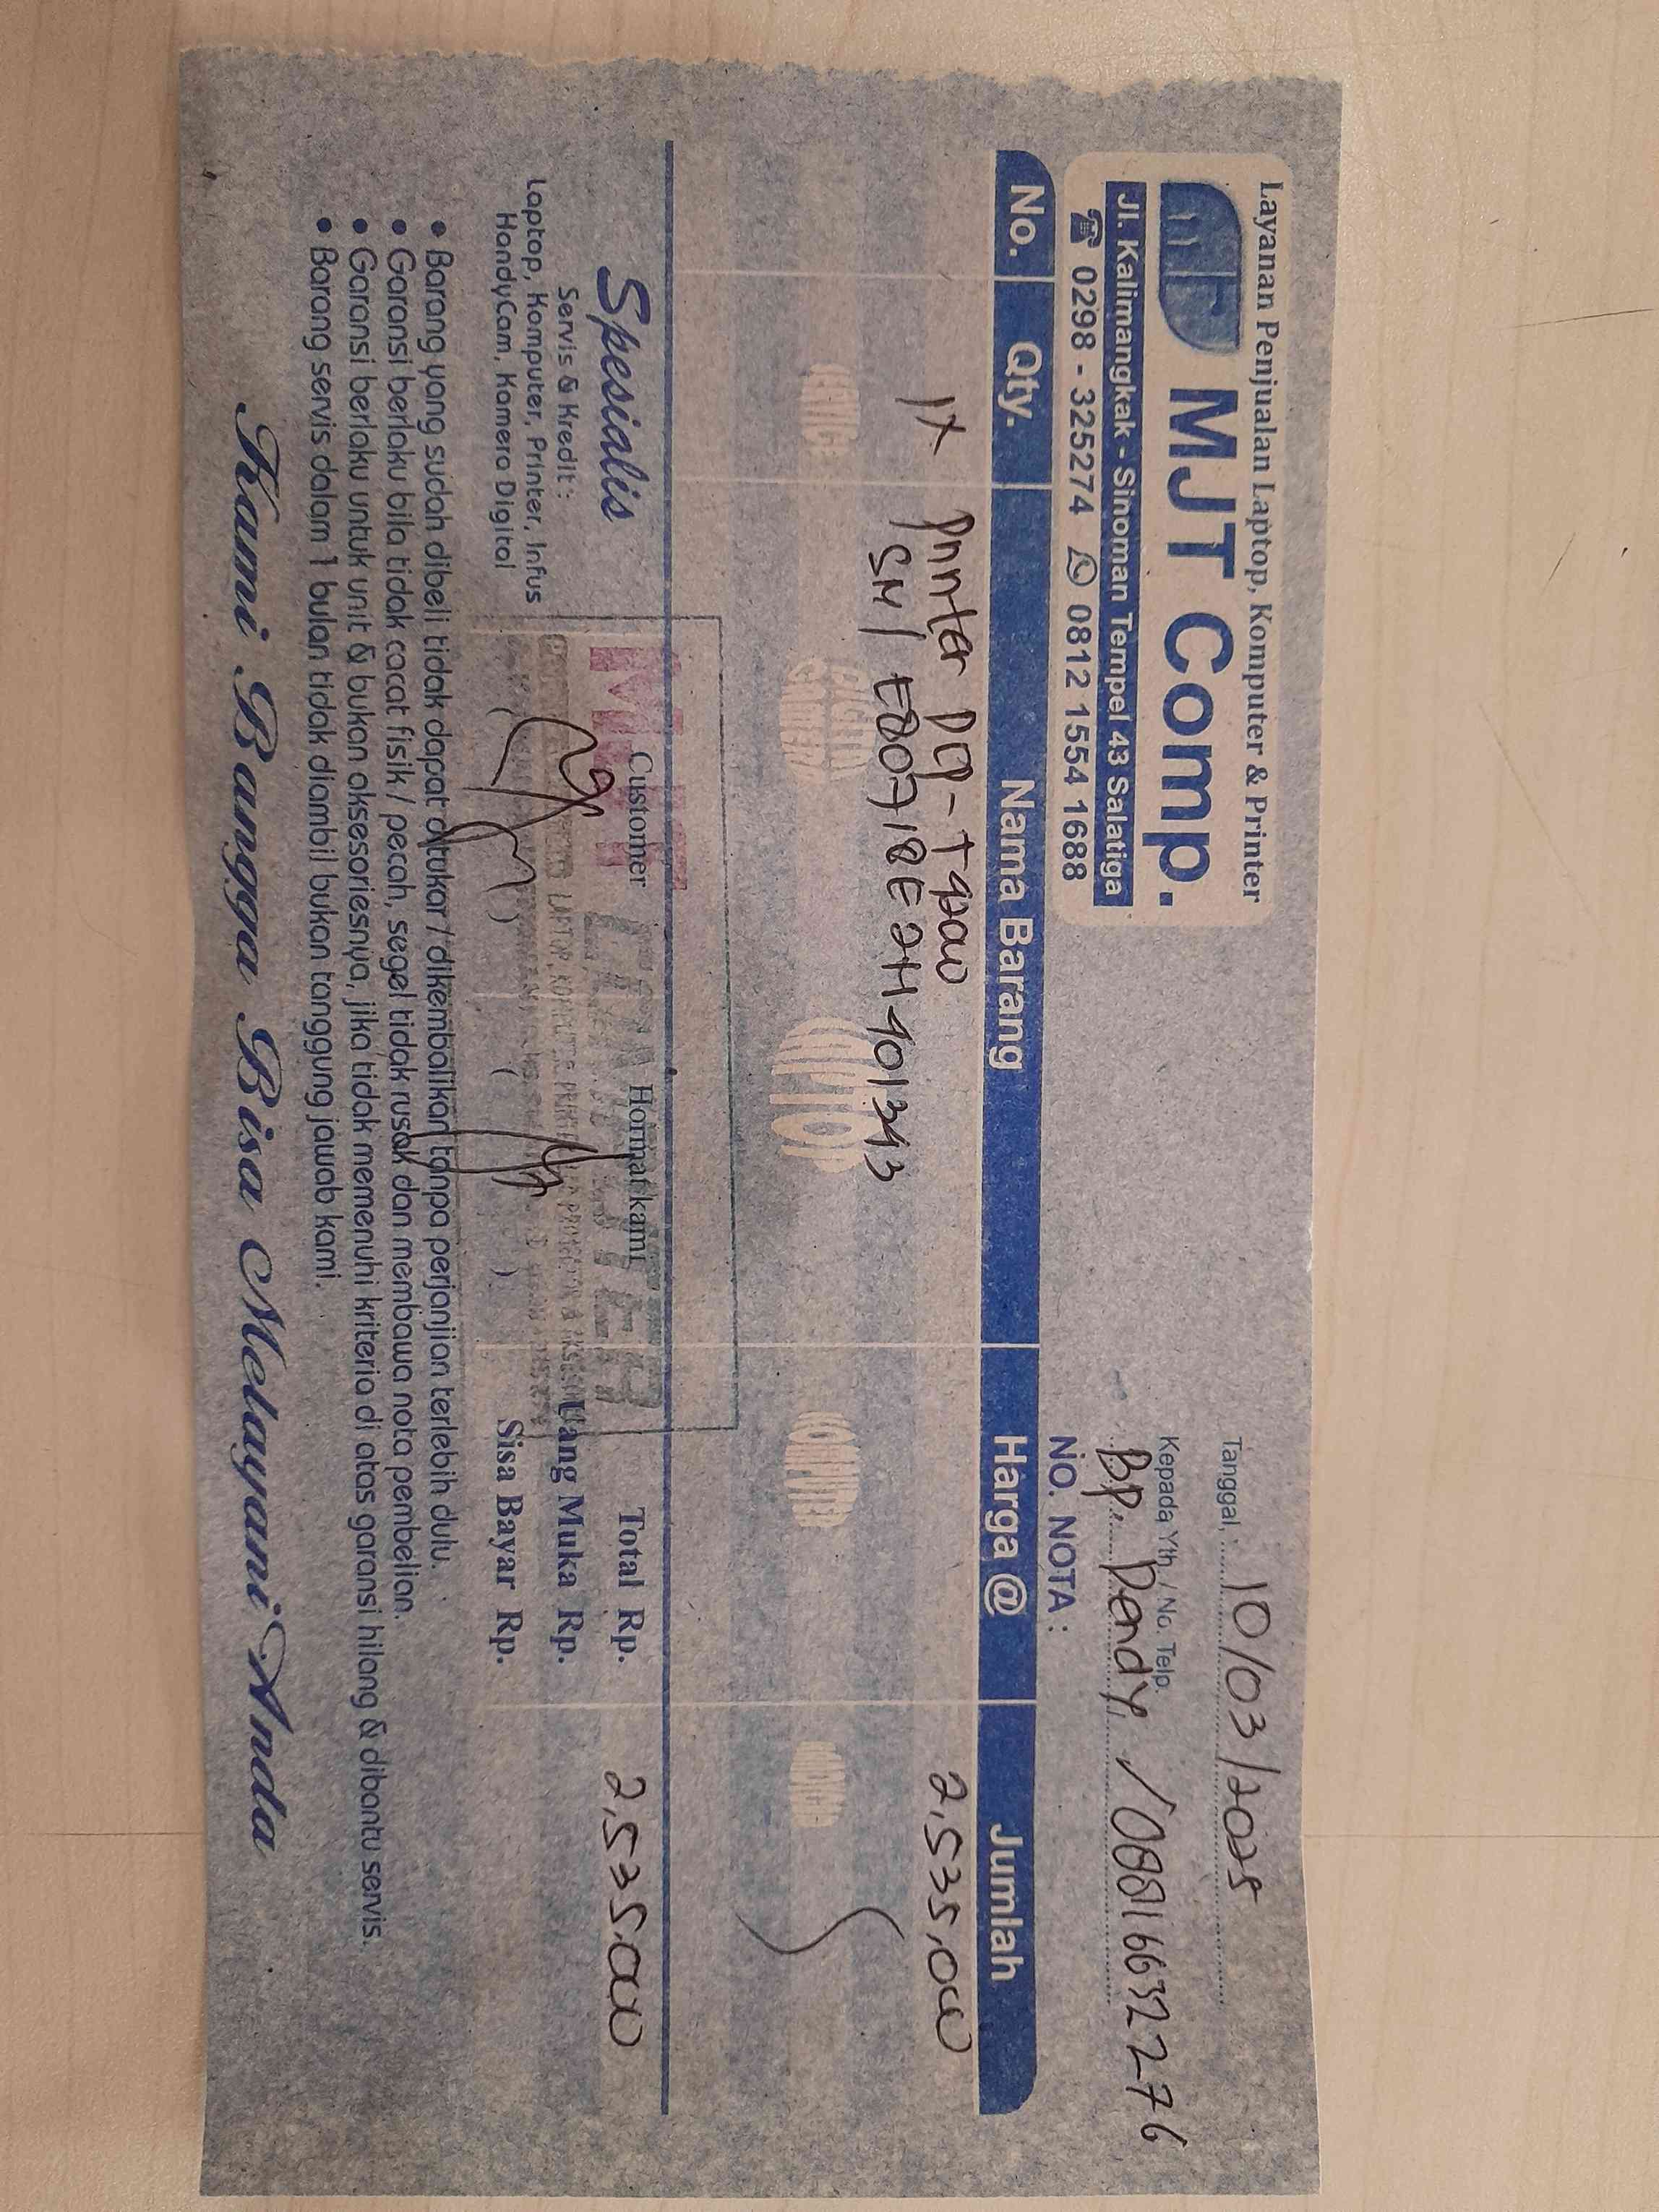 Layanan Penjualan Laptop, Komputer & Printer
MJT Comp.
Jl. Kalimangkak - Sinoman Tempel 43 Salatiga
0298 - 325274 0812 1554 1688
Tanggal, 10/03/2025
Kepada Yth / No. Telp.
Bp. Dendy / 08816632276
NO. NOTA :
No. Qty. Nama Barang Harga @ Jumlah
1x Printer DCP-T420W 2,535,000
SN / E80718E2H401343
Total Rp. 2,535,000
Uang Muka Rp.
Sisa Bayar Rp.
Spesialis
Servis & Kredit :
Laptop, Komputer, Printer, Infus
HandyCam, Kamera Digital
Customer Hormat kami
• Barang yang sudah dibeli tidak dapat ditukar / dikembalikan tanpa perjanjian terlebih dulu.
• Garansi berlaku bila tidak cacat fisik / pecah, segel tidak rusak dan membawa nota pembelian.
• Garansi berlaku untuk unit & bukan aksesoriesnya, jika tidak memenuhi kriteria di atas garansi hilang & dibantu servis.
• Barang servis dalam 1 bulan tidak diambil bukan tanggung jawab kami.
Kami Bangga Bisa Melayani Anda